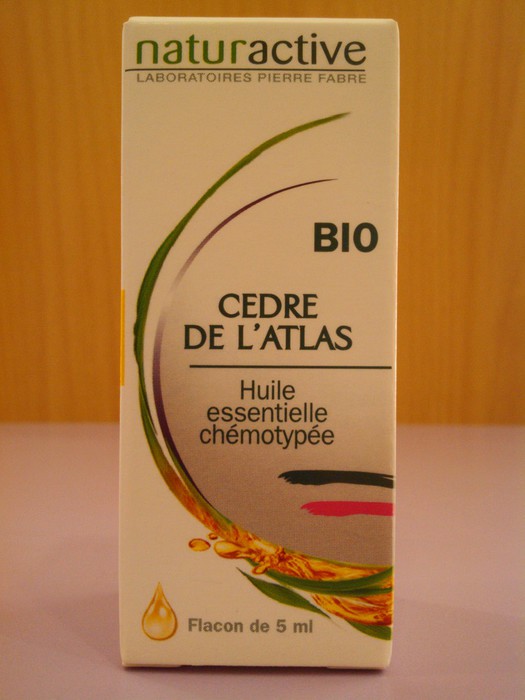 naturactive
LABORATOIRES PIERRE FABRE
BIO
CEDRE
DE L'ATLAS
Huile
essentielle
chémotypée
Flacon de 5 ml